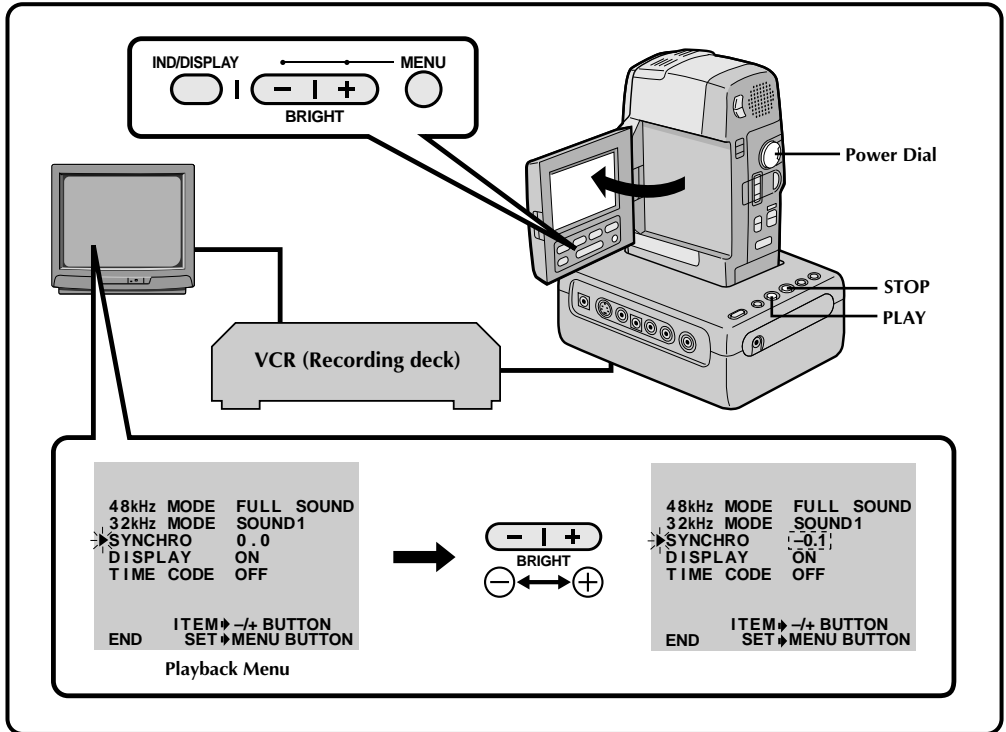 IND/DISPLAY
MENU
– +
BRIGHT
Power Dial
STOP
PLAY
VCR (Recording deck)
48kHz MODE FULL SOUND
32kHz MODE SOUND1
SYNCHRO 0.0
DISPLAY ON
TIME CODE OFF
ITEM –/+ BUTTON
END SET MENU BUTTON
Playback Menu
– +
BRIGHT
– +
48kHz MODE FULL SOUND
32kHz MODE SOUND1
SYNCHRO –0.1
DISPLAY ON
TIME CODE OFF
ITEM –/+ BUTTON
END SET MENU BUTTON